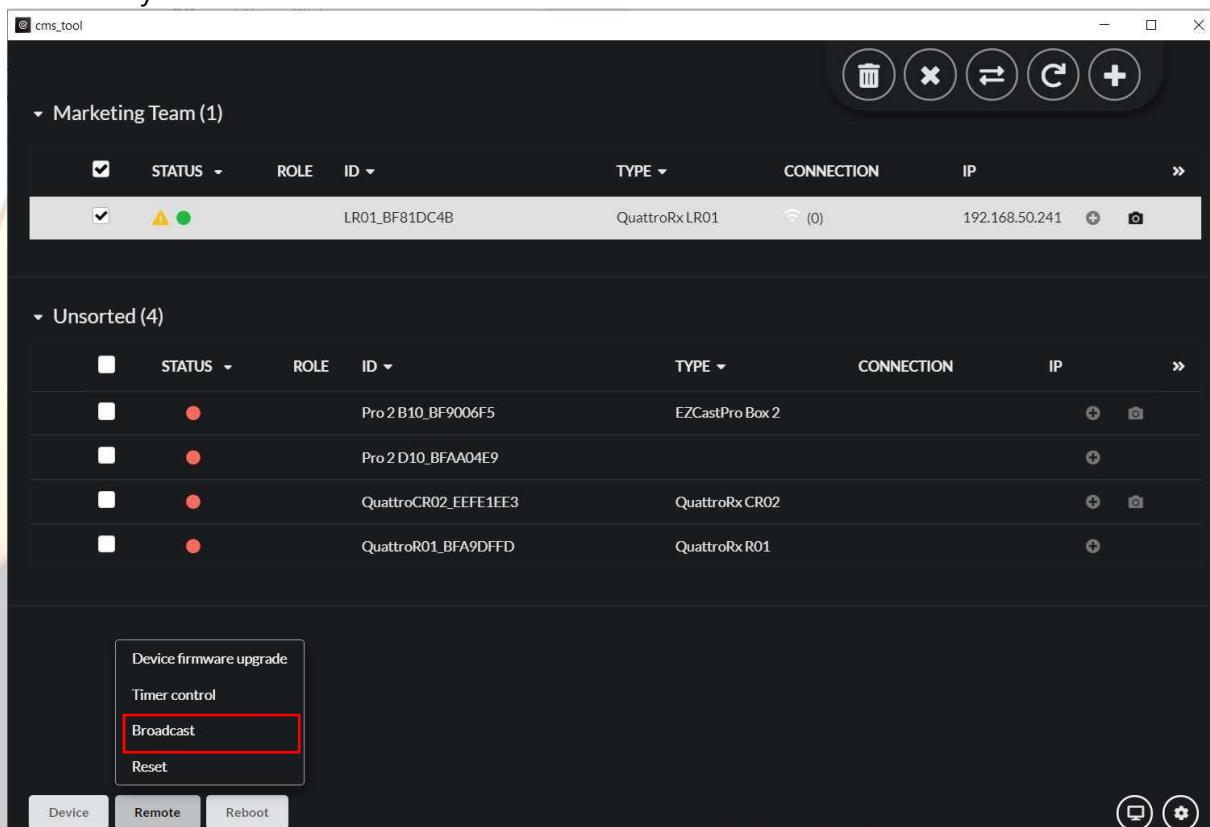 cms_tool
Marketing Team (1)
STATUS ROLE ID TYPE CONNECTION IP
LR01_BF81DC4B QuattroRx LR01 (0) 192.168.50.241
Unsorted (4)
STATUS ROLE ID TYPE CONNECTION IP
Pro 2 B10_BF9006F5 EZCastPro Box 2
Pro 2 D10_BFAA04E9
QuattroCR02_EEFE1EE3 QuattroRx CR02
QuattroR01_BFA9DFFD QuattroRx R01
Device firmware upgrade
Timer control
Broadcast
Reset
Device Remote Reboot